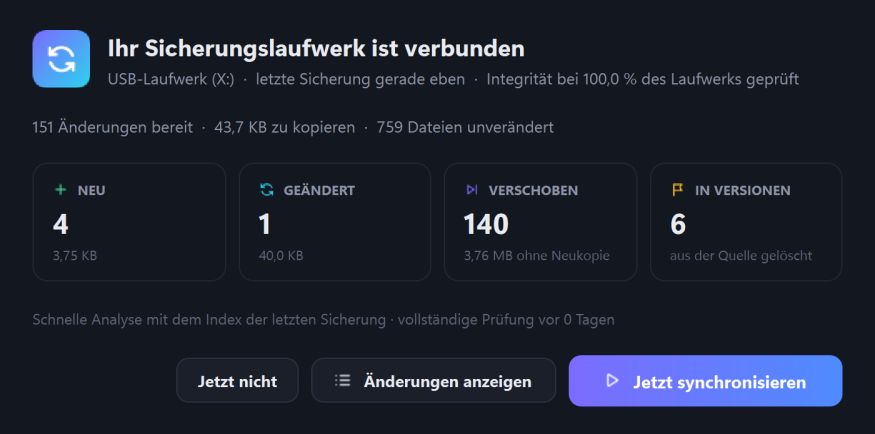 Ihr Sicherungslaufwerk ist verbunden
USB-Laufwerk (X:) · letzte Sicherung gerade eben · Integrität bei 100,0 % des Laufwerks geprüft
151 Änderungen bereit · 43,7 KB zu kopieren · 759 Dateien unverändert
NEU
4
3,75 KB
GEÄNDERT
1
40,0 KB
VERSCHOBEN
140
3,76 MB ohne Neukopie
IN VERSIONEN
6
aus der Quelle gelöscht
Schnelle Analyse mit dem Index der letzten Sicherung · vollständige Prüfung vor 0 Tagen
Jetzt nicht
Änderungen anzeigen
Jetzt synchronisieren